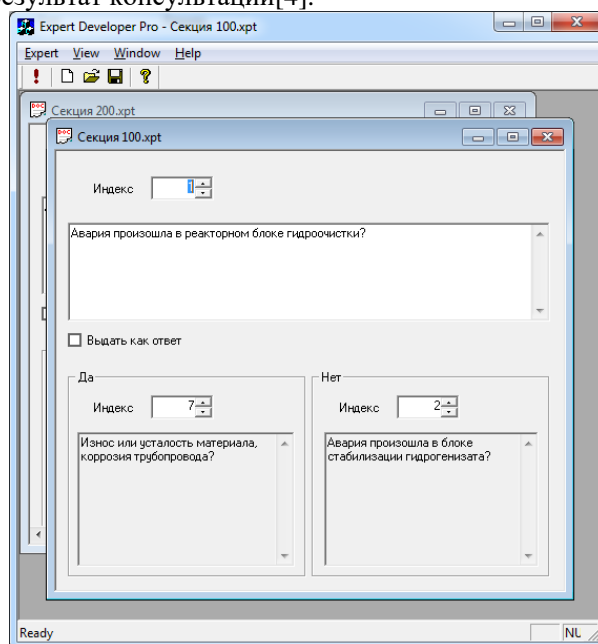 результат консультации[4].
Expert Developer Pro - Секция 100.xpt
Expert View Window Help
Секция 200.xpt
Секция 100.xpt
Индекс 1
Авария произошла в реакторном блоке гидроочистки?
Выдать как ответ
Да
Нет
Индекс 7
Индекс 2
Износ или усталость материала,
коррозия трубопровода?
Авария произошла в блоке
стабилизации гидрогенизата?
Ready
NL